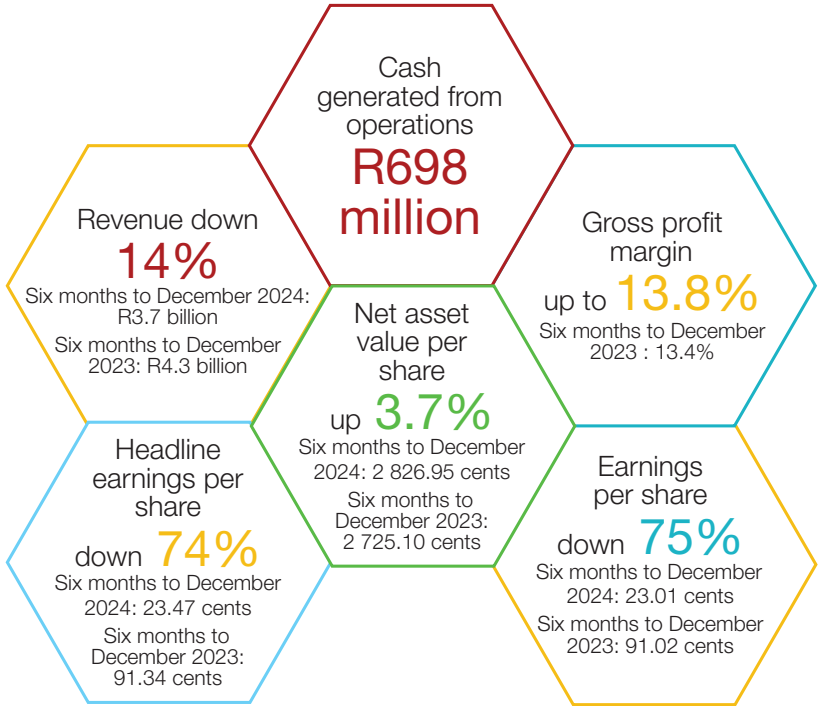 Cash
generated from
operations
R698
million
Revenue down
14%
Six months to December 2024:
R3.7 billion
Six months to December
2023: R4.3 billion
Gross profit
margin
up to 13.8%
Six months to December
2023 : 13.4%
Net asset
value per
share
up 3.7%
Six months to December
2024: 2 826.95 cents
Six months to
December 2023:
2 725.10 cents
Headline
earnings per
share
down 74%
Six months to December
2024: 23.47 cents
Six months to
December 2023:
91.34 cents
Earnings
per share
down 75%
Six months to December
2024: 23.01 cents
Six months to December
2023: 91.02 cents